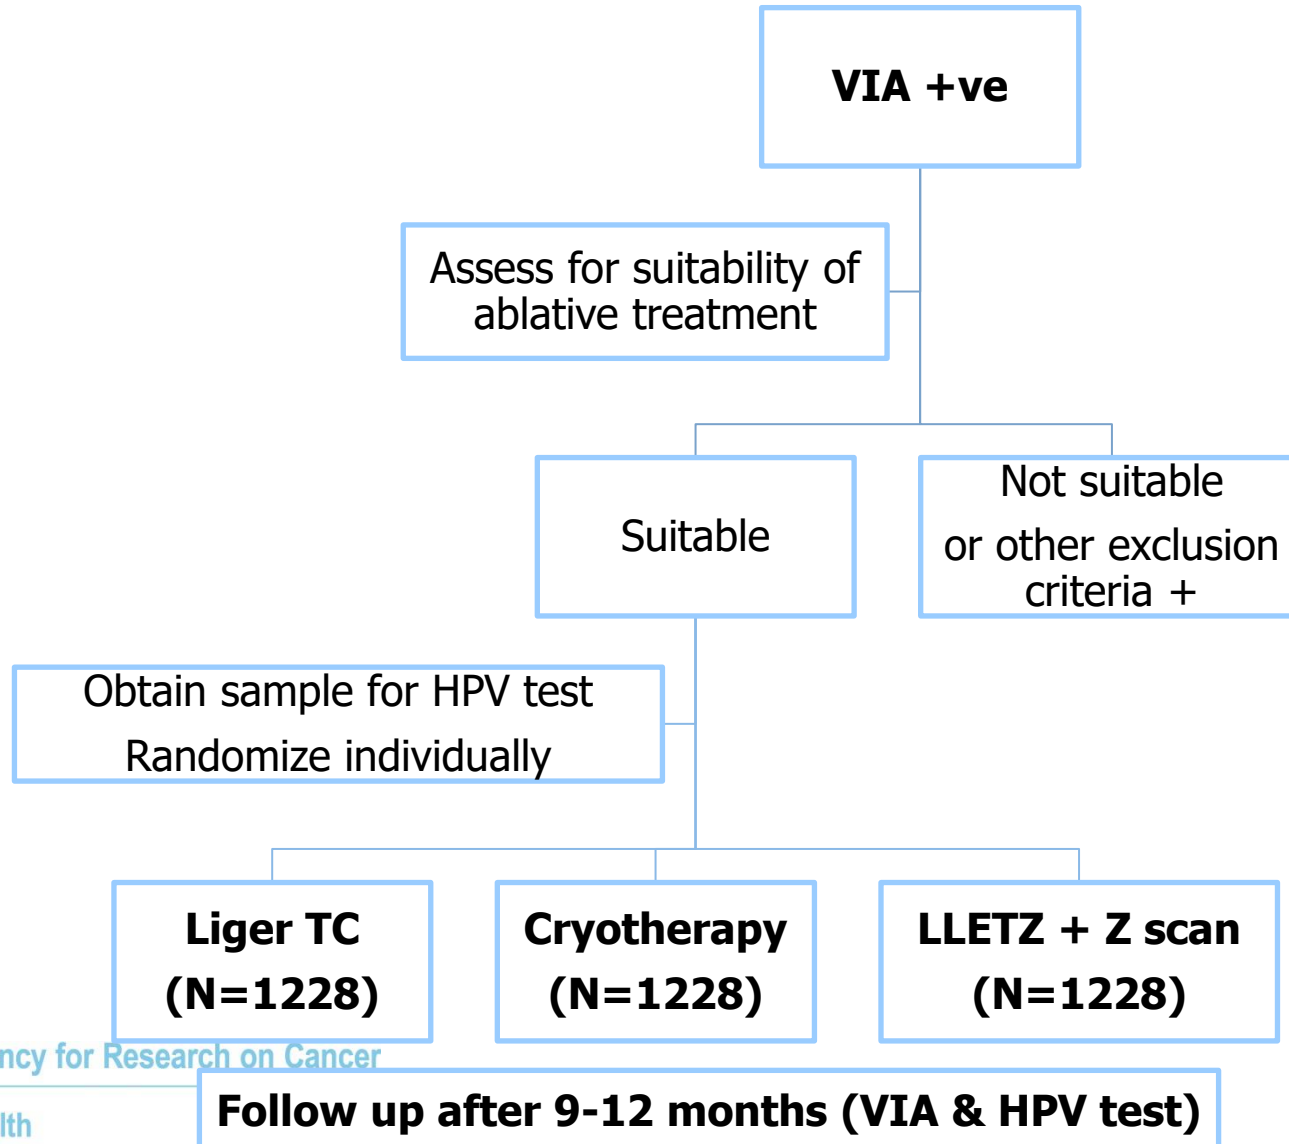 VIA +ve
Assess for suitability of
ablative treatment
Suitable
Not suitable
or other exclusion
criteria +
Obtain sample for HPV test
Randomize individually
Liger TC
(N=1228)
Cryotherapy
(N=1228)
LLETZ + Z scan
(N=1228)
ncy for Research on Cancer
lth
Follow up after 9-12 months (VIA & HPV test)